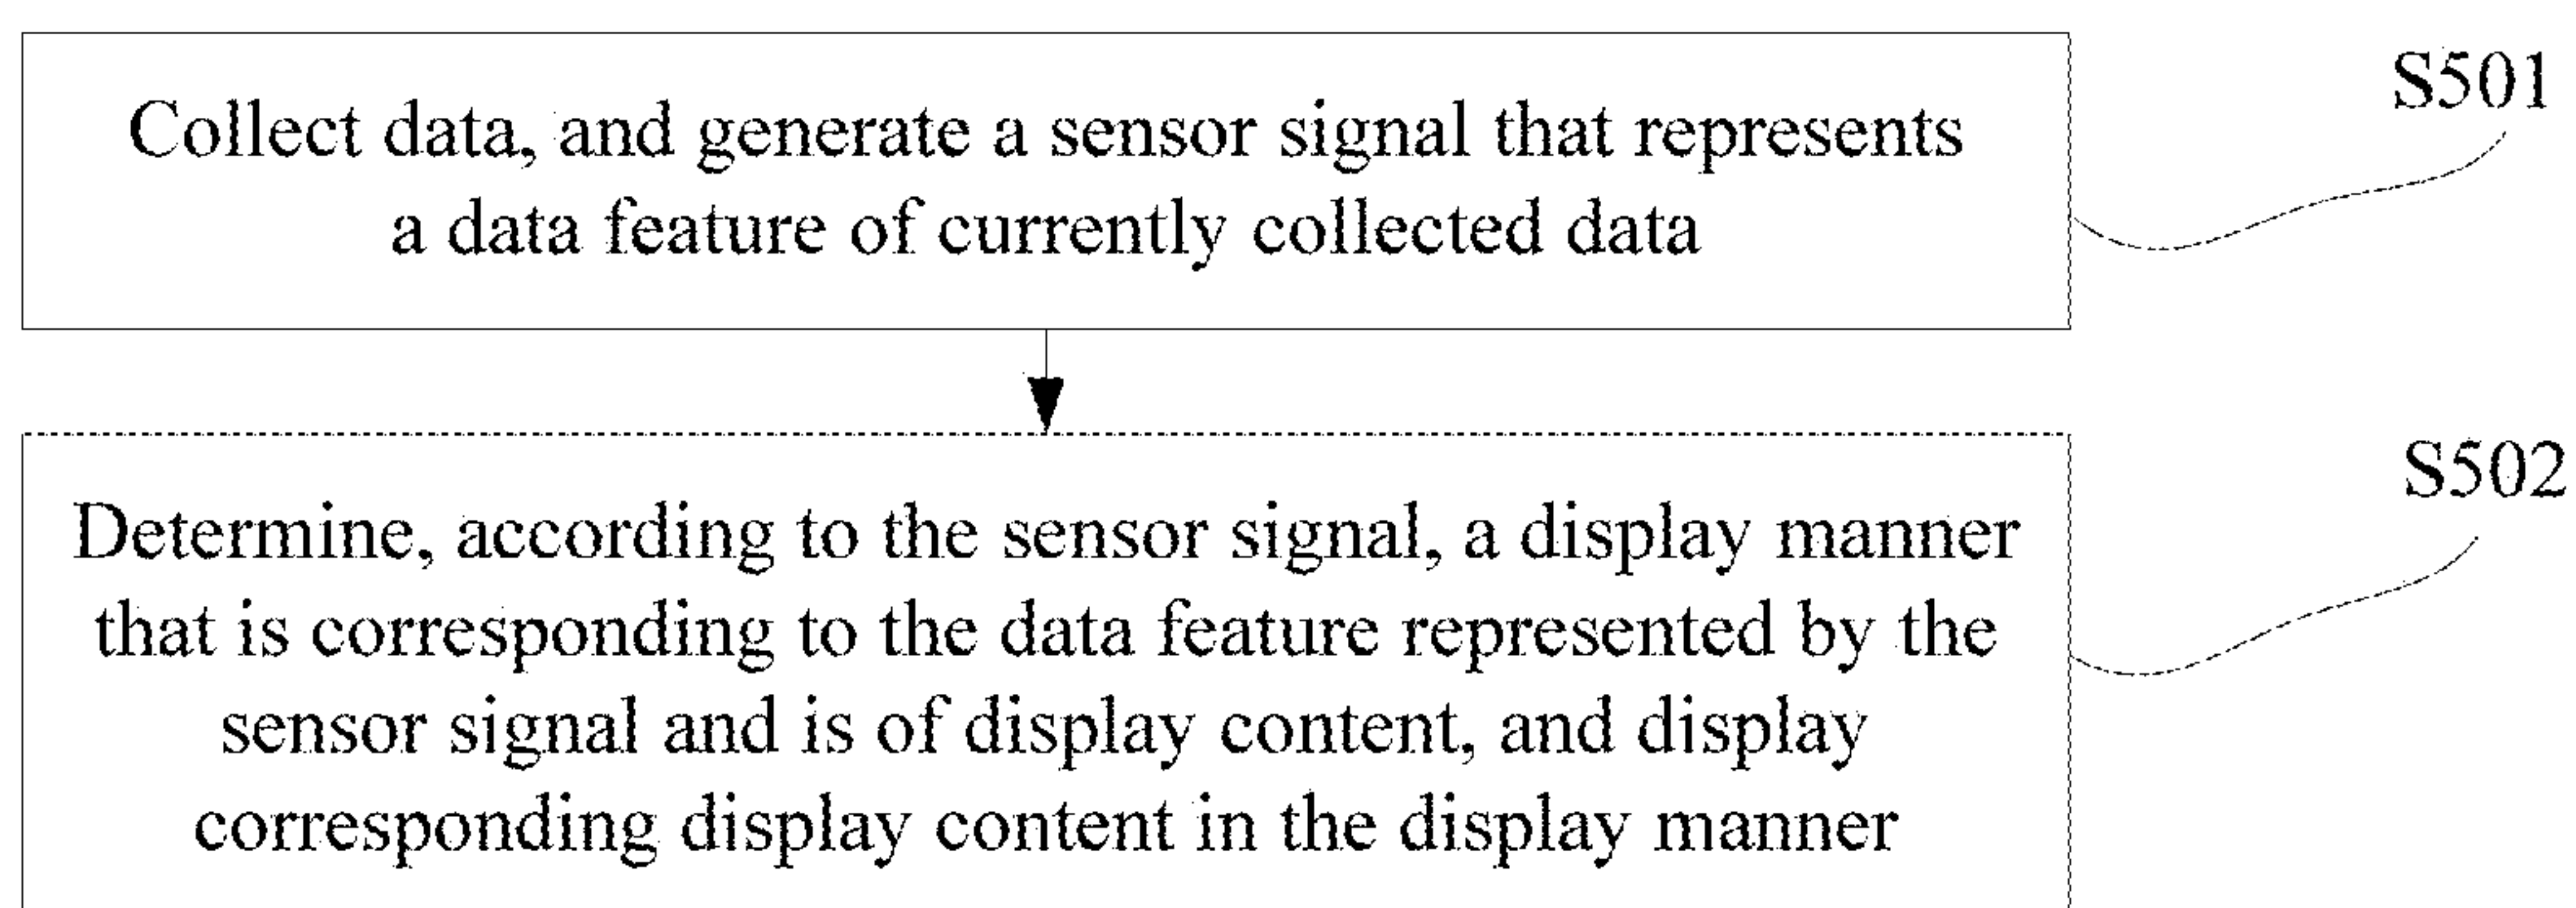 Collect data, and generate a sensor signal that represents
a data feature of currently collected data
S501
Determine, according to the sensor signal, a display manner
that is corresponding to the data feature represented by the
sensor signal and is of display content, and display
corresponding display content in the display manner
S502